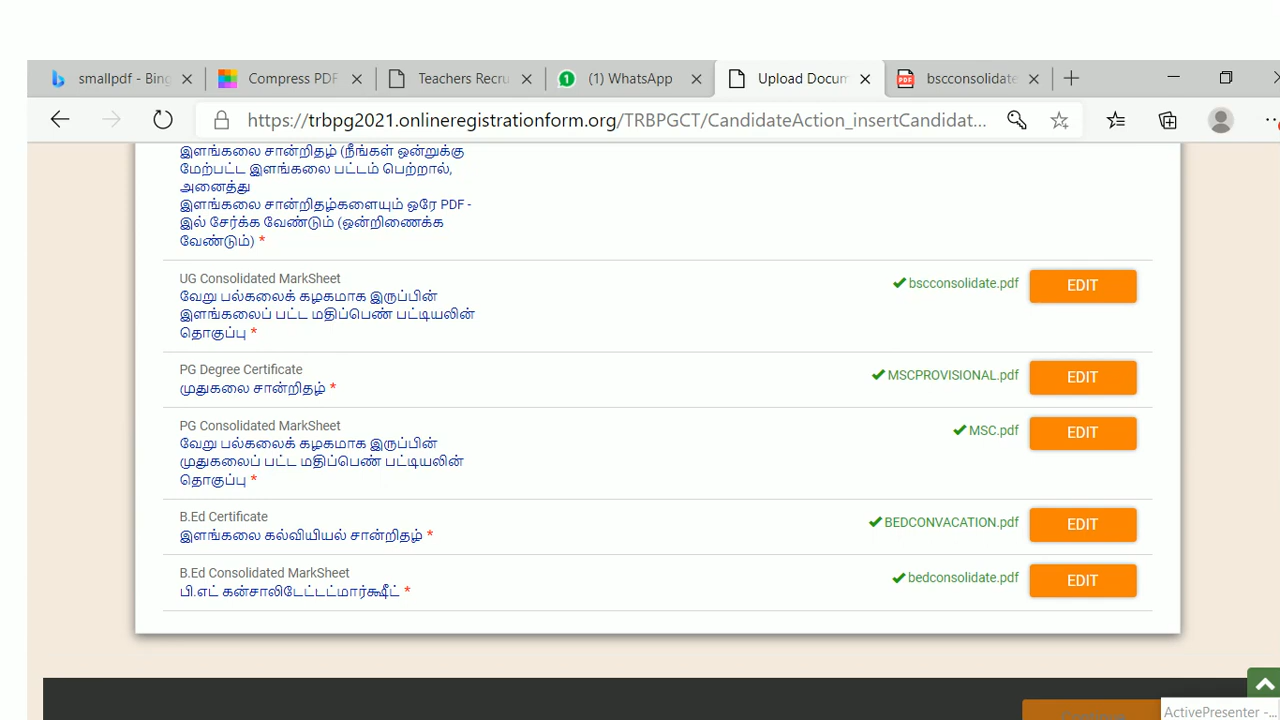 smallpdf - Bing
Compress PDF
Teachers Recru
(1) WhatsApp
Upload Docum
bscconsolidate
https://trbpg2021.onlineregistrationform.org/TRBPGCT/CandidateAction_insertCandidat...
இளங்கலை சான்றிதழ் (நீங்கள் ஒன்றுக்கு
மேற்பட்ட இளங்கலை பட்டம் பெற்றால்,
அனைத்து
இளங்கலை சான்றிதழ்களையும் ஒரே PDF -
இல் சேர்க்க வேண்டும் (ஒன்றிணைக்க
வேண்டும்) *
UG Consolidated MarkSheet
வேறு பல்கலைக் கழகமாக இருப்பின்
இளங்கலைப் பட்ட மதிப்பெண் பட்டியலின்
தொகுப்பு *
bscconsolidate.pdf
EDIT
PG Degree Certificate
முதுகலை சான்றிதழ் *
MSCPROVISIONAL.pdf
EDIT
PG Consolidated MarkSheet
வேறு பல்கலைக் கழகமாக இருப்பின்
முதுகலைப் பட்ட மதிப்பெண் பட்டியலின்
தொகுப்பு *
MSC.pdf
EDIT
B.Ed Certificate
இளங்கலை கல்வியியல் சான்றிதழ் *
BEDCONVACATION.pdf
EDIT
B.Ed Consolidated MarkSheet
பி.எட் கன்சாலிடேட்டட்மார்க்ஷீட் *
bedconsolidate.pdf
EDIT
ActivePresenter -...